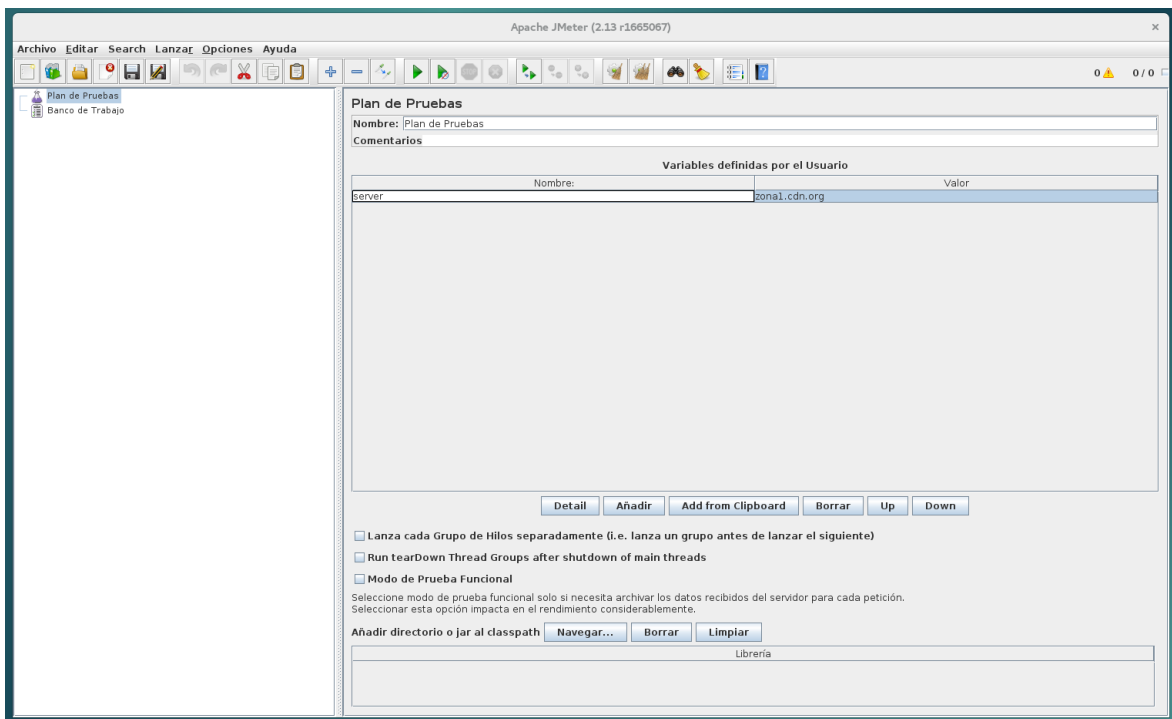 Apache JMeter (2.13 r1665067)
Archivo Editar Search Lanzar Opciones Ayuda
0 0 / 0
Plan de Pruebas
Banco de Trabajo
Plan de Pruebas
Nombre: Plan de Pruebas
Comentarios
Variables definidas por el Usuario
Nombre: Valor
server zona1.cdn.org
Detail Añadir Add from Clipboard Borrar Up Down
Lanza cada Grupo de Hilos separadamente (i.e. lanza un grupo antes de lanzar el siguiente)
Run tearDown Thread Groups after shutdown of main threads
Modo de Prueba Funcional
Seleccione modo de prueba funcional solo si necesita archivar los datos recibidos del servidor para cada petición.
Seleccionar esta opción impacta en el rendimiento considerablemente.
Añadir directorio o jar al classpath Navegar... Borrar Limpiar
Librería